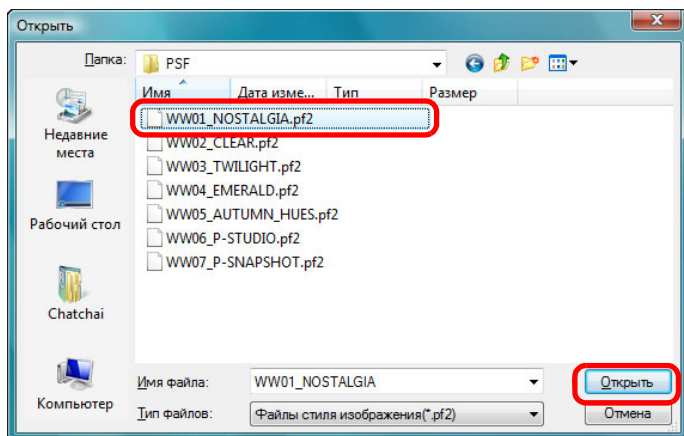 Открыть
Папка: PSF
Имя Дата изме... Тип Размер
WW01_NOSTALGIA.pf2
WW02_CLEAR.pf2
WW03_TWILIGHT.pf2
WW04_EMERALD.pf2
WW05_AUTUMN_HUES.pf2
WW06_P-STUDIO.pf2
WW07_P-SNAPSHOT.pf2
Недавние
места
Рабочий стол
Chatchai
Компьютер
Имя файла: WW01_NOSTALGIA Открыть
Тип файлов: Файлы стиля изображения(*.pf2) Отмена